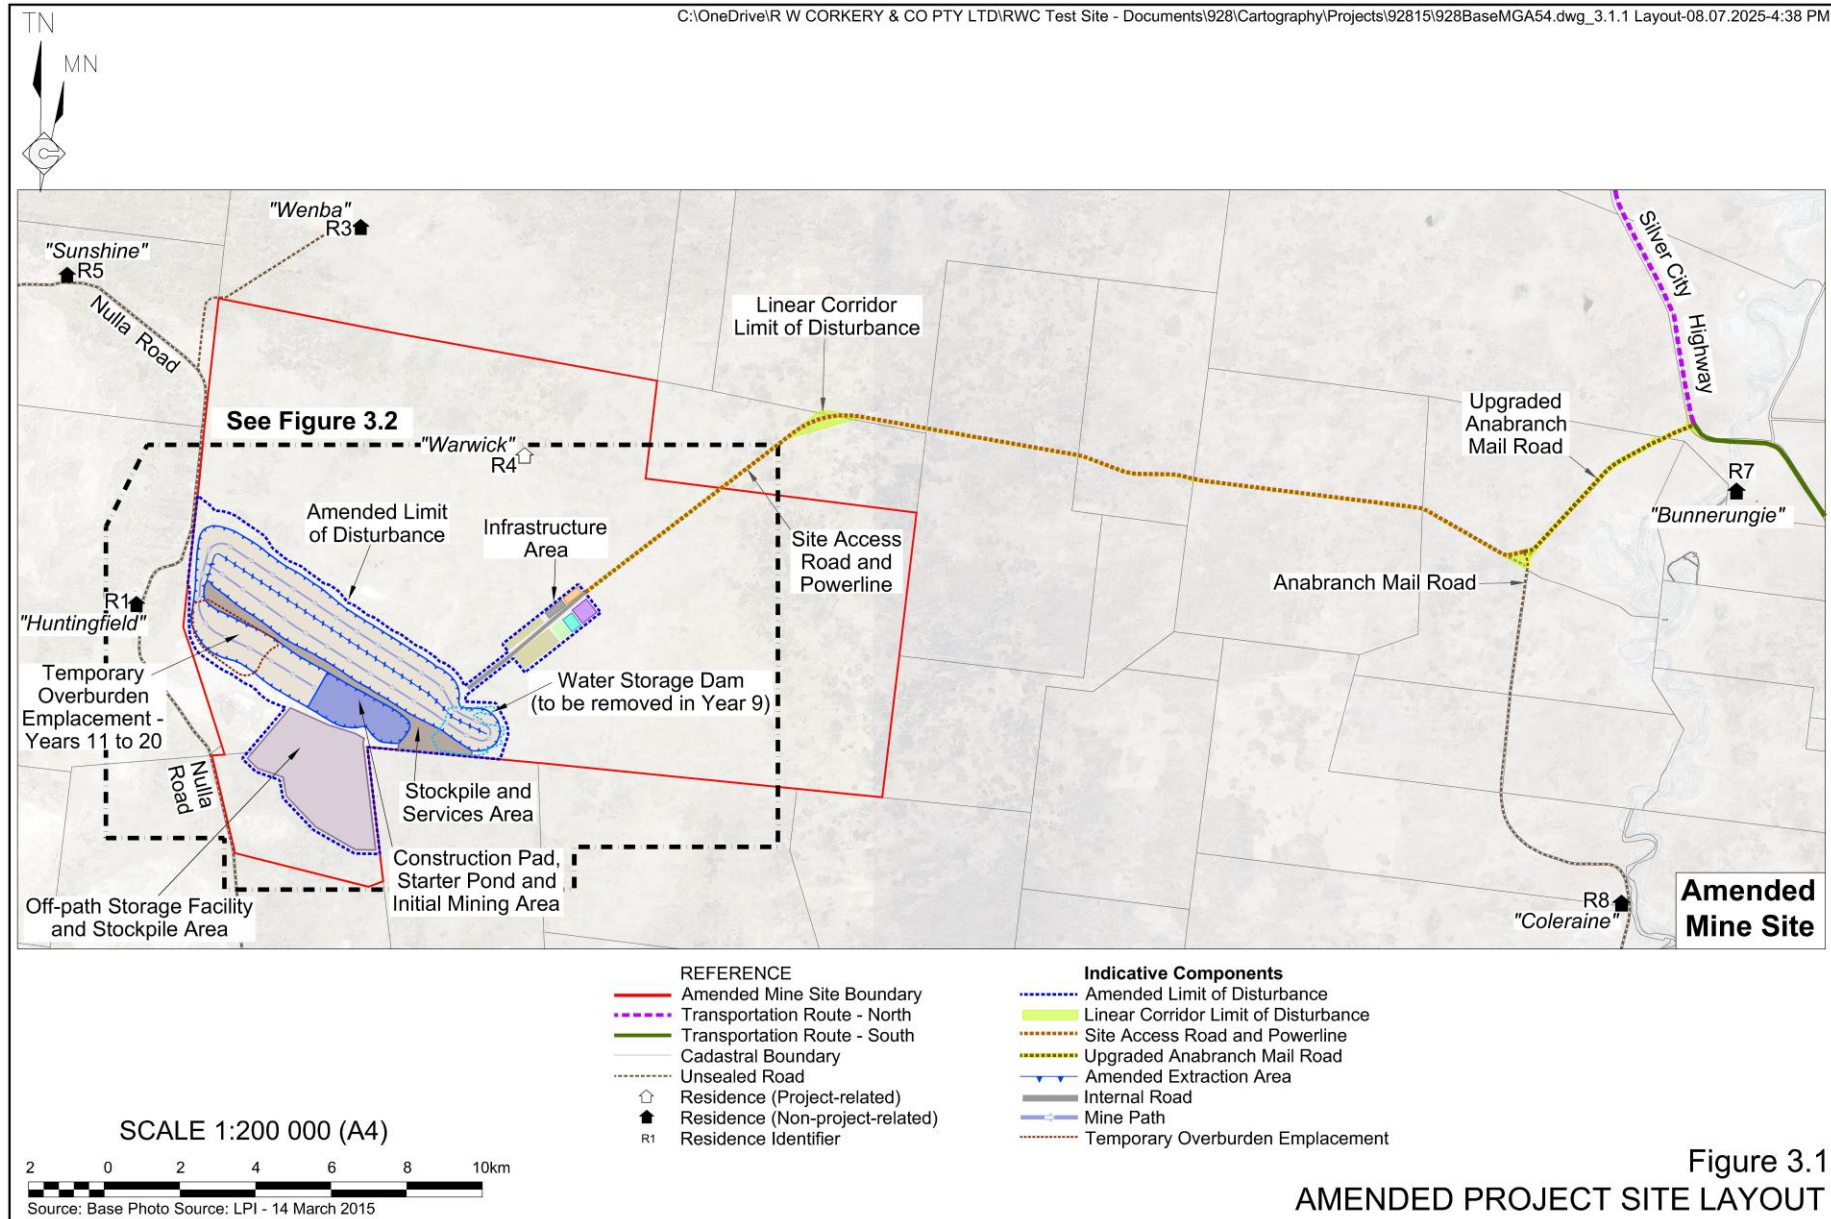 C:\OneDrive\R W CORKERY & CO PTY LTD\RWC Test Site - Documents\928\Cartography\Projects\92815\928BaseMGA54.dwg_3.1.1 Layout-08.07.2025-4:38 PM
TN
MN
"Wenba"
R3
"Sunshine"
R5
Nulla Road
Silver City
Highway
Linear Corridor
Limit of Disturbance
See Figure 3.2
"Warwick"
R4
Upgraded
Anabranch
Mail Road
R7
"Bunnerungie"
Amended Limit
of Disturbance
Infrastructure
Area
Site Access
Road and
Powerline
Anabranch Mail Road
R1
"Huntingfield"
Temporary
Overburden
Emplacement -
Years 11 to 20
Water Storage Dam
(to be removed in Year 9)
Nulla
Road
Stockpile and
Services Area
Construction Pad,
Starter Pond and
Initial Mining Area
Off-path Storage Facility
and Stockpile Area
R8
"Coleraine"
Amended
Mine Site
REFERENCE
Amended Mine Site Boundary
Transportation Route - North
Transportation Route - South
Cadastral Boundary
Unsealed Road
Residence (Project-related)
Residence (Non-project-related)
R1 Residence Identifier
Indicative Components
Amended Limit of Disturbance
Linear Corridor Limit of Disturbance
Site Access Road and Powerline
Upgraded Anabranch Mail Road
Amended Extraction Area
Internal Road
Mine Path
Temporary Overburden Emplacement
SCALE 1:200 000 (A4)
2 0 2 4 6 8 10km
Source: Base Photo Source: LPI - 14 March 2015
Figure 3.1
AMENDED PROJECT SITE LAYOUT